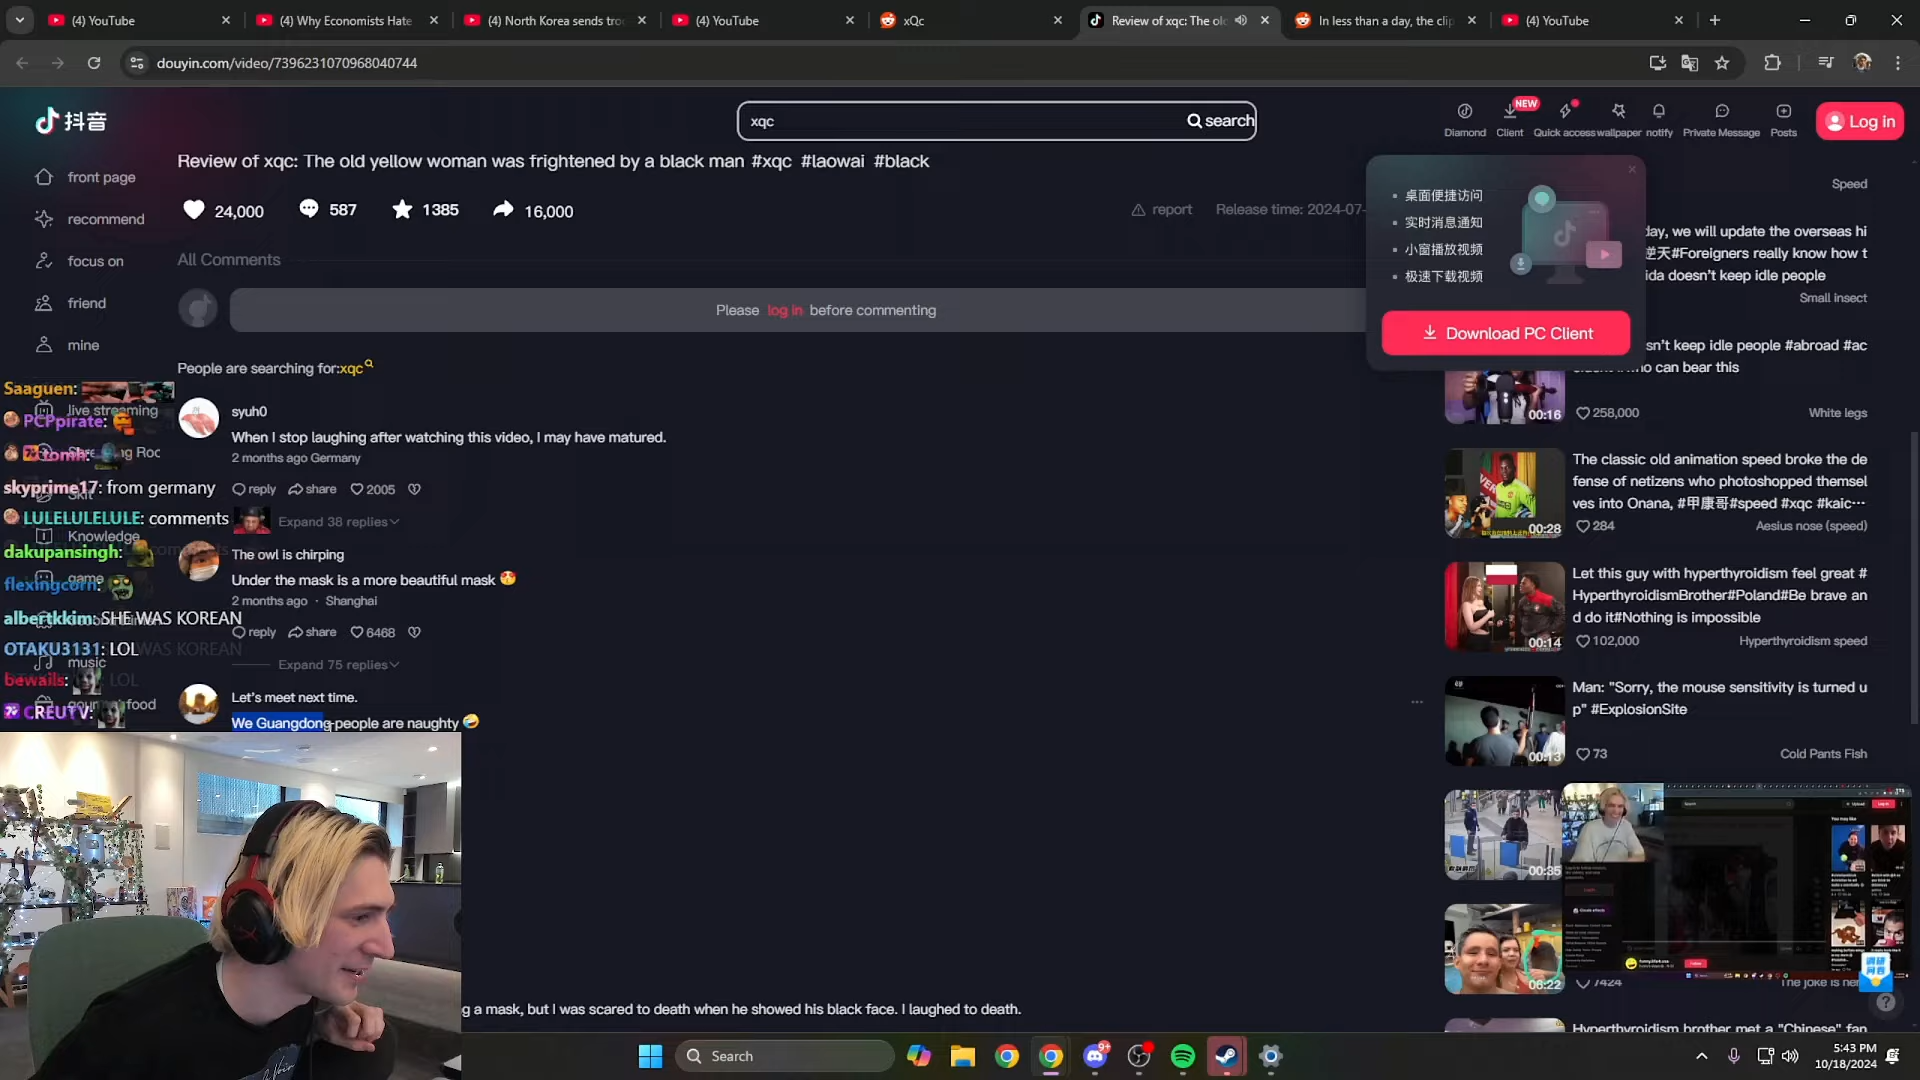 (4) YouTube
(4) Why Economists Hate
(4) North Korea sends tro
(4) YouTube
xQc
Review of xqc: The ol
In less than a day, the clip
(4) YouTube
douyin.com/video/7396231070968040744
抖音
xqc
search
NEW
Diamond
Client
Quick access
wallpaper
notify
Private Message
Posts
Log in
front page
recommend
focus on
friend
mine
live streaming
Knowledge
game
music
Review of xqc: The old yellow woman was frightened by a black man #xqc #laowai #black
24,000
587
1385
16,000
report
Release time: 2024-07-
All Comments
Please log in before commenting
People are searching for:xqc
syuh0
When I stop laughing after watching this video, I may have matured.
2 months ago Germany
reply share 2005
Expand 38 replies
The owl is chirping
Under the mask is a more beautiful mask
2 months ago · Shanghai
reply share 6468
Expand 75 replies
Let's meet next time.
We Guangdong people are naughty
g a mask, but I was scared to death when he showed his black face. I laughed to death.
Saaguen:
PCPpirate:
skyprime17: from germany
LULELULELULE: comments
dakupansingh:
flexingcorn:
albertkkim: SHE WAS KOREAN
OTAKU3131: LOL
bewails:
CREUTV:
桌面便捷访问
实时消息通知
小窗播放视频
极速下载视频
Download PC Client
Speed
day, we will update the overseas hi
逆天#Foreigners really know how t
ida doesn't keep idle people
Small insect
sn't keep idle people #abroad #ac
who can bear this
00:16
258,000
White legs
The classic old animation speed broke the de
fense of netizens who photoshopped themsel
ves into Onana, #甲康哥#speed #xqc #kaic···
00:28
284
Aesius nose (speed)
Let this guy with hyperthyroidism feel great #
HyperthyroidismBrother#Poland#Be brave an
d do it#Nothing is impossible
00:14
102,000
Hyperthyroidism speed
Man: "Sorry, the mouse sensitivity is turned u
p" #ExplosionSite
00:13
73
Cold Pants Fish
00:35
06:22
7424
The joke is
Hyperthyroidism brother met a "Chinese" fan
Search
9+
5:43 PM
10/18/2024